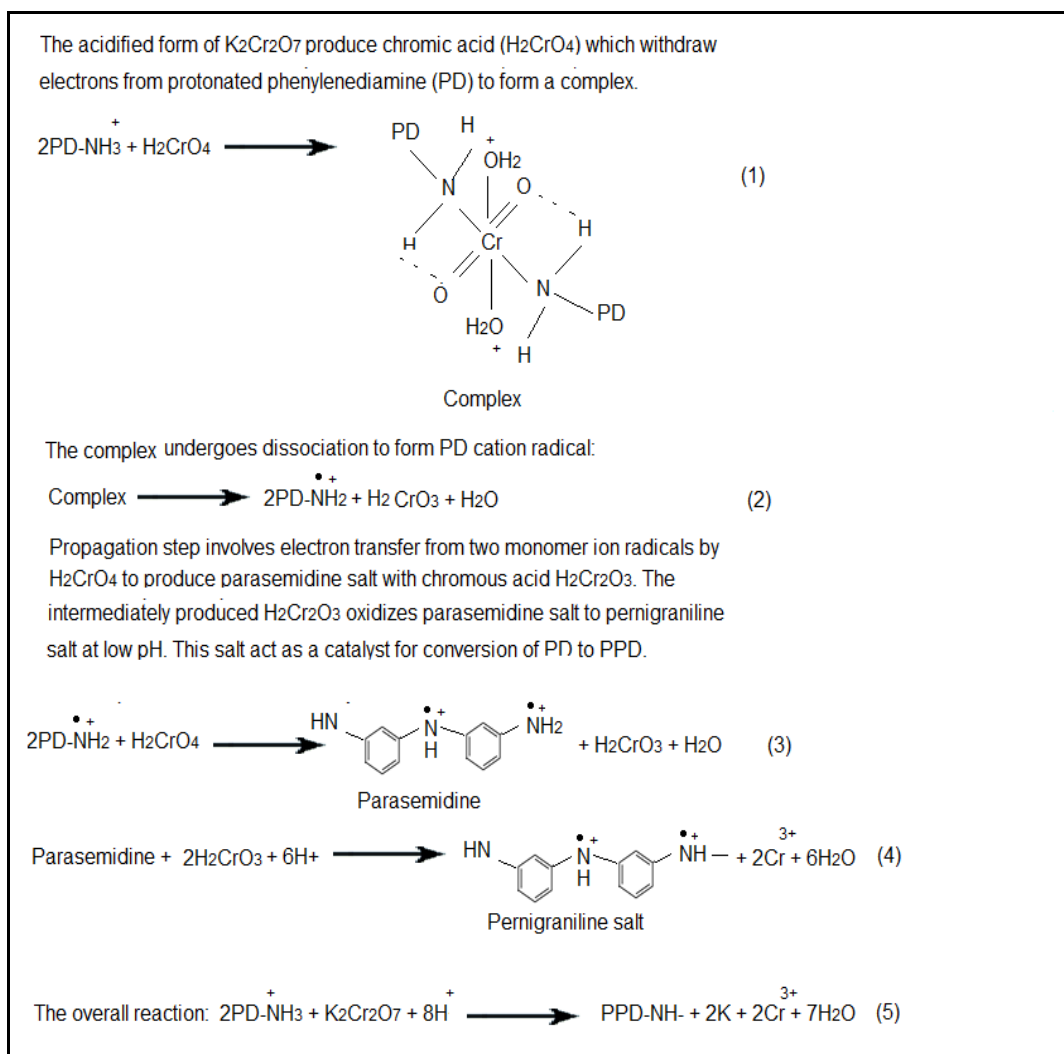 The acidified form of K2Cr2O7 produce chromic acid (H2CrO4) which withdraw
electrons from protonated phenylenediamine (PD) to form a complex.
2PD-NH3 + H2CrO4
+
PD
H
+
OH2
N
O
H
Cr
H
O
N
PD
H2O
+
H
(1)
Complex
The complex undergoes dissociation to form PD cation radical:
• +
Complex 2PD-NH2 + H2 CrO3 + H2O (2)
Propagation step involves electron transfer from two monomer ion radicals by
H2CrO4 to produce parasemidine salt with chromous acid H2Cr2O3. The
intermediately produced H2Cr2O3 oxidizes parasemidine salt to pernigraniline
salt at low pH. This salt act as a catalyst for conversion of PD to PPD.
• +
2PD-NH2 + H2CrO4
HN
• +
N
H
• +
NH2
+ H2CrO3 + H2O (3)
Parasemidine
Parasemidine + 2H2CrO3 + 6H+
HN
• +
N
H
• +
NH –
3+
+ 2Cr + 6H2O (4)
Pernigraniline salt
+ + 3+
The overall reaction: 2PD-NH3 + K2Cr2O7 + 8H PPD-NH- + 2K + 2Cr + 7H2O (5)